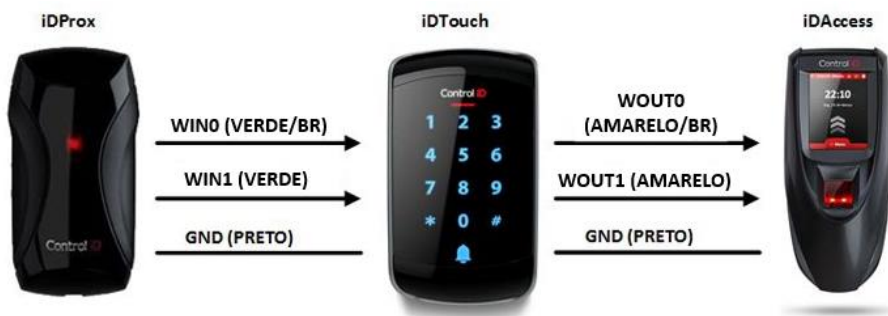 iDProx
iDTouch
iDAccess
WIN0 (VERDE/BR)
WIN1 (VERDE)
GND (PRETO)
WOUT0
(AMARELO/BR)
WOUT1 (AMARELO)
GND (PRETO)
Control iD
Control iD
1 2 3
4 5 6
7 8 9
* 0 #
Control iD
22:10